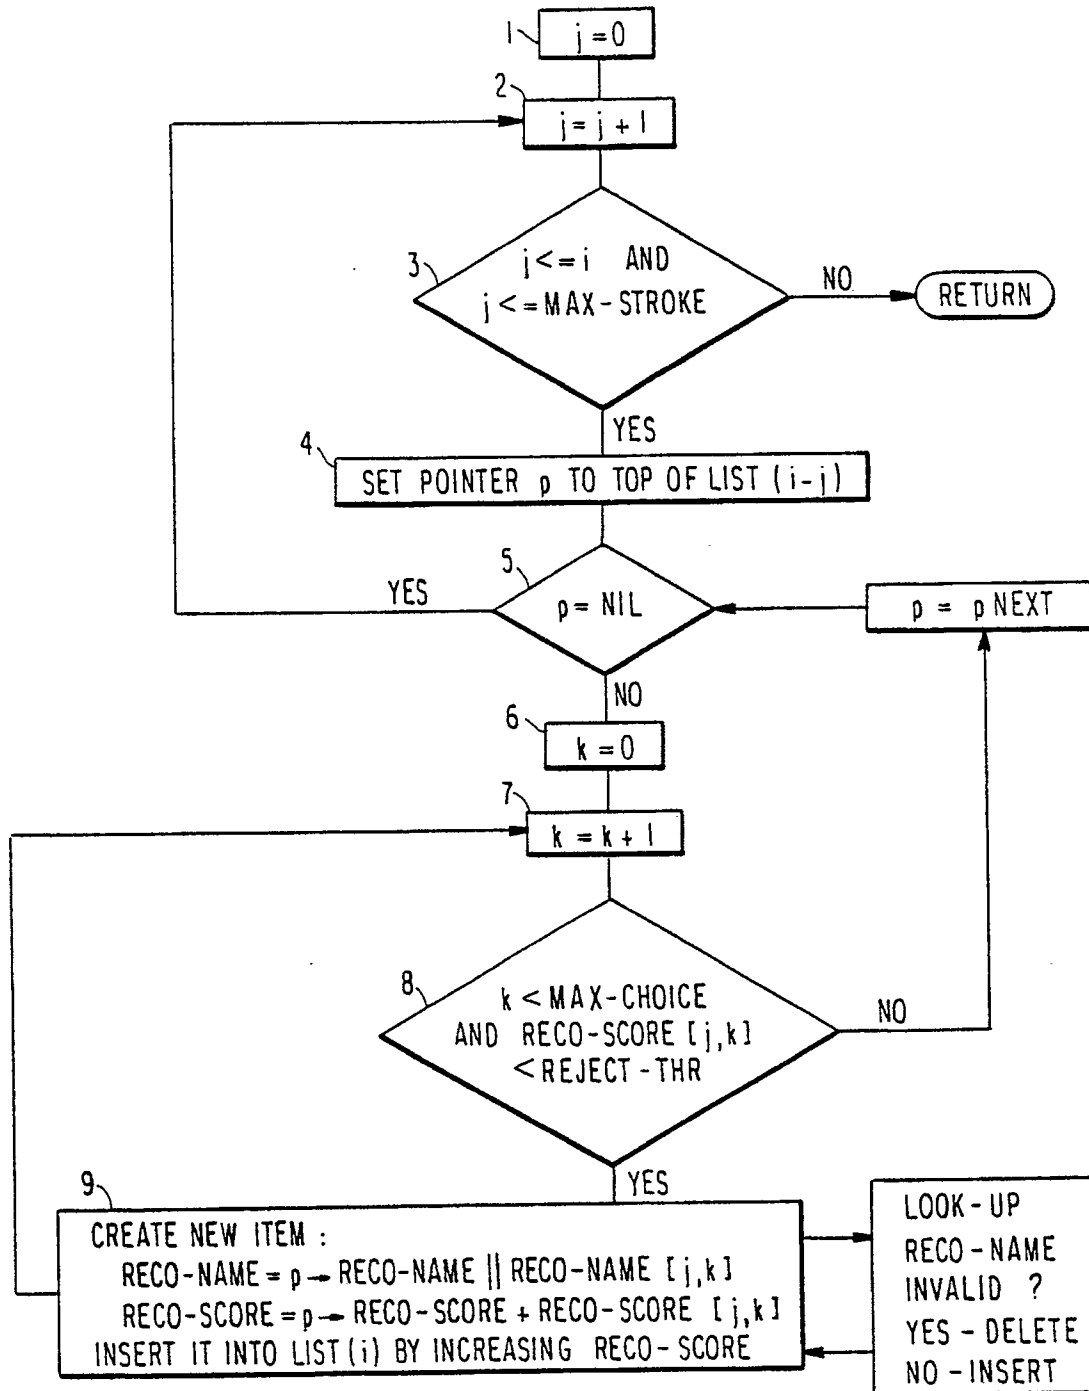 1
j=0
2
j=j+1
3
j<=i AND
j<=MAX-STROKE
NO
RETURN
YES
4
SET POINTER p TO TOP OF LIST (i-j)
5
YES
p=NIL
p = p NEXT
NO
6
k=0
7
k=k+1
8
k<MAX-CHOICE
AND RECO-SCORE [j,k]
<REJECT-THR
NO
YES
9
CREATE NEW ITEM :
RECO-NAME=p→RECO-NAME||RECO-NAME [j,k]
RECO-SCORE=p→RECO-SCORE+RECO-SCORE [j,k]
INSERT IT INTO LIST(i) BY INCREASING RECO-SCORE
LOOK-UP
RECO-NAME
INVALID ?
YES-DELETE
NO-INSERT